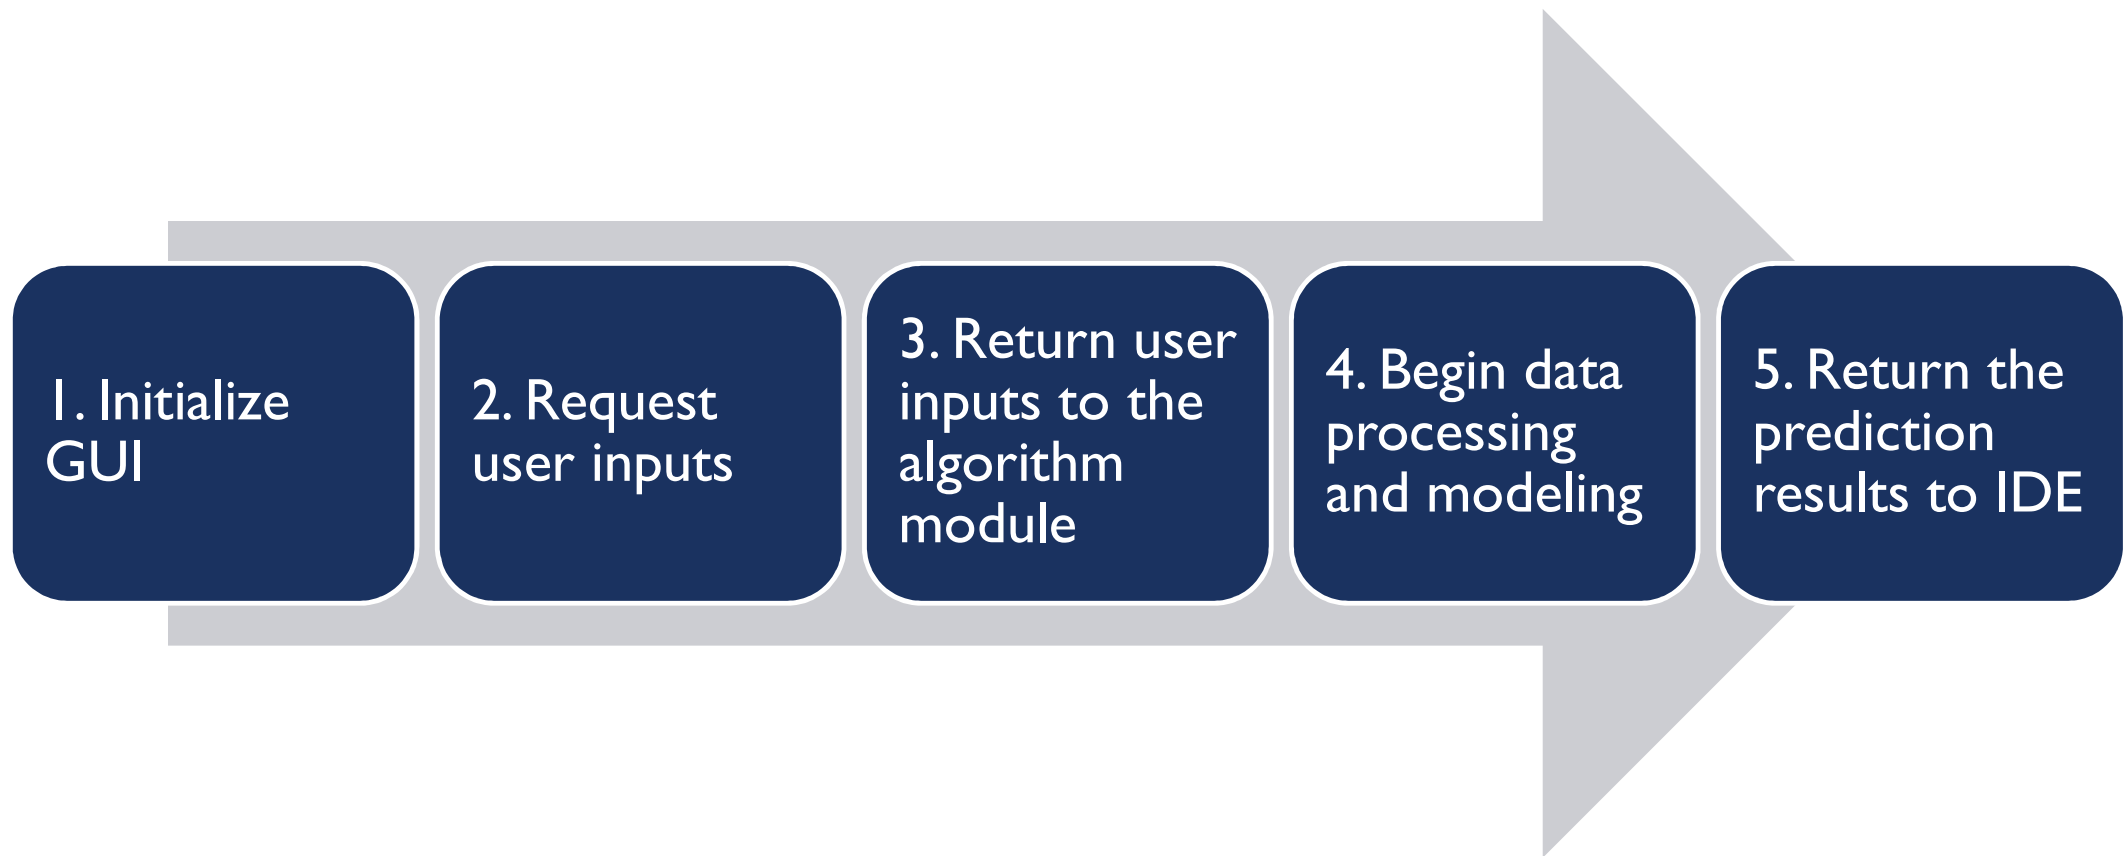 1. Initialize
GUI
2. Request
user inputs
3. Return user
inputs to the
algorithm
module
4. Begin data
processing
and modeling
5. Return the
prediction
results to IDE